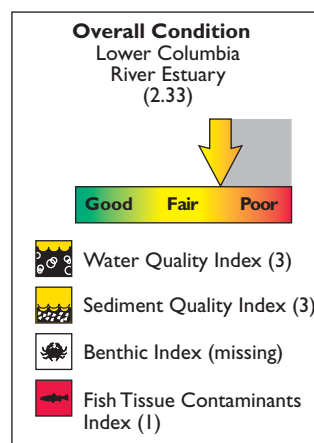 Overall Condition
Lower Columbia
River Estuary
(2.33)
Good Fair Poor
Water Quality Index (3)
Sediment Quality Index (3)
Benthic Index (missing)
Fish Tissue Contaminants
Index (1)